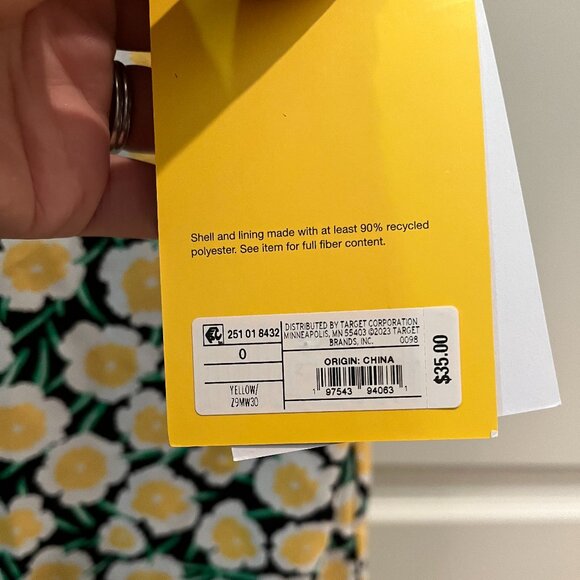 Shell and lining made with at least 90% recycled
polyester. See item for full fiber content.
251 01 8432
0
YELLOW/
Z9MW30
DISTRIBUTED BY TARGET CORPORATION
MINNEAPOLIS, MN 55403 ©2023 TARGET
BRANDS, INC. 0098
ORIGIN: CHINA
1 97543 94063 1
$35.00